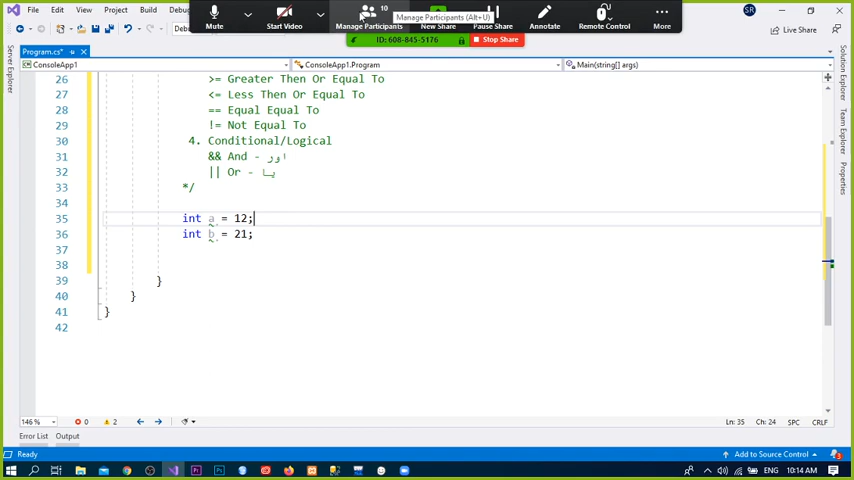 10
Manage Participants (Alt+U)
Mute
Start Video
Manage Participants
New Share
Pause Share
Annotate
Remote Control
More
ID: 608-845-5176
Stop Share
File
Edit
View
Project
Build
SR
Live Share
Program.cs*
ConsoleApp1
ConsoleApp1.Program
Main(string[] args)
Server Explorer
Solution Explorer
Team Explorer
26 >= Greater Then Or Equal To
27 <= Less Then Or Equal To
28 == Equal Equal To
29 != Not Equal To
30 4. Conditional/Logical
31 && And - اور
32 || Or - یا
33 */
34
35 int a = 12;
36 int b = 21;
37
38
39 }
40 }
41 }
42
146 %
0
2
Ln: 35
Ch: 24
SPC
CRLF
Error List
Output
Ready
Add to Source Control
3
ENG
10:14 AM